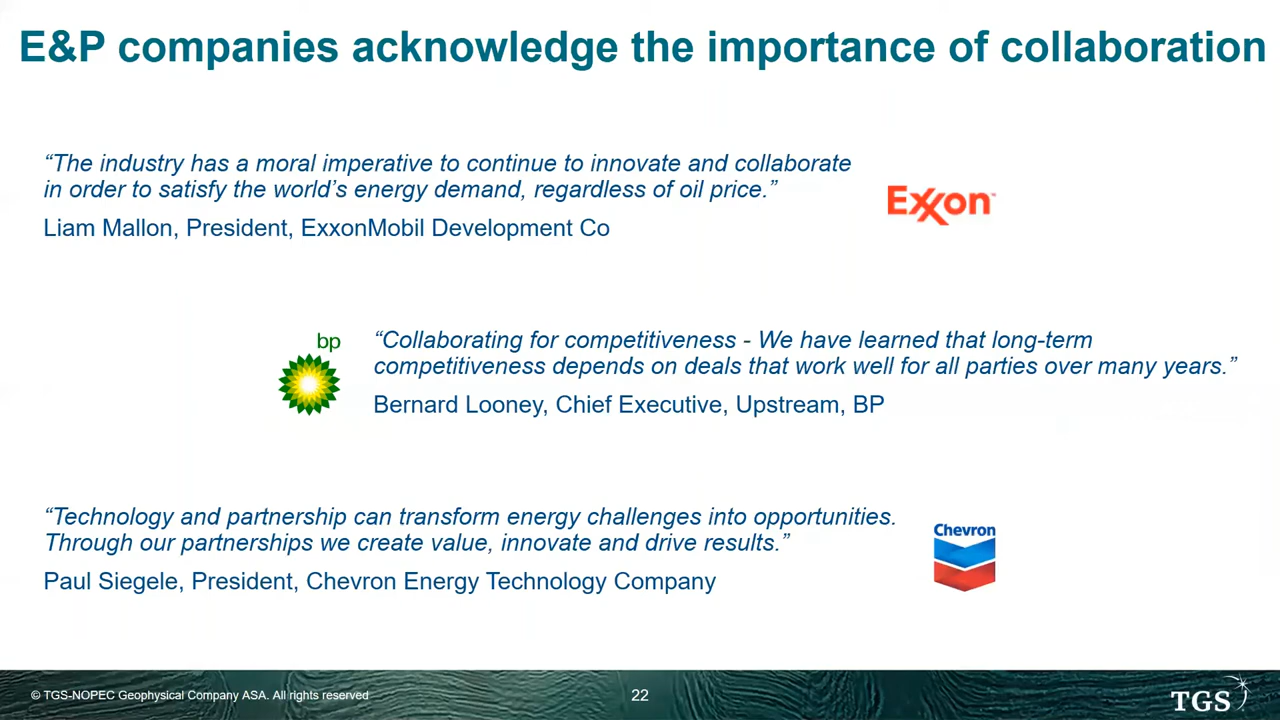 E&P companies acknowledge the importance of collaboration
“The industry has a moral imperative to continue to innovate and collaborate
in order to satisfy the world’s energy demand, regardless of oil price.”
Liam Mallon, President, ExxonMobil Development Co
Exxon™
bp
“Collaborating for competitiveness - We have learned that long-term
competitiveness depends on deals that work well for all parties over many years.”
Bernard Looney, Chief Executive, Upstream, BP
“Technology and partnership can transform energy challenges into opportunities.
Through our partnerships we create value, innovate and drive results.”
Paul Siegele, President, Chevron Energy Technology Company
Chevron
© TGS-NOPEC Geophysical Company ASA. All rights reserved
22
TGS